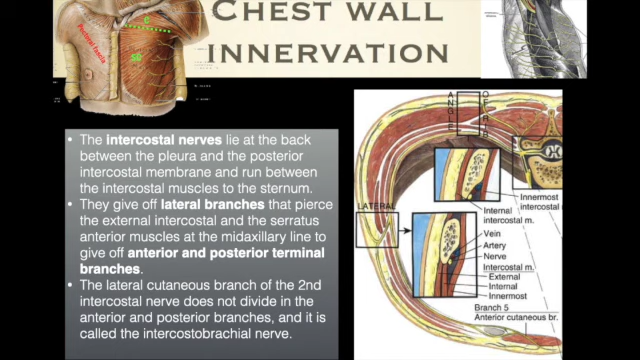 CHEST WALL
INNERVATION
Pectoral fascia
C
• The intercostal nerves lie at the back
between the pleura and the posterior
intercostal membrane and run between
the intercostal muscles to the sternum.
• They give off lateral branches that pierce
the external intercostal and the serratus
anterior muscles at the midaxillary line to
give off anterior and posterior terminal
branches.
• The lateral cutaneous branch of the 2nd
intercostal nerve does not divide in the
anterior and posterior branches, and it is
called the intercostobrachial nerve.
ANGLE
OF RIB
LATERAL
Innermost
intercostal
Internal
intercostal m.
Vein
Artery
Nerve
Intercostal m.
External
Internal
Innermost
Branch 5
Anterior cutaneous br.